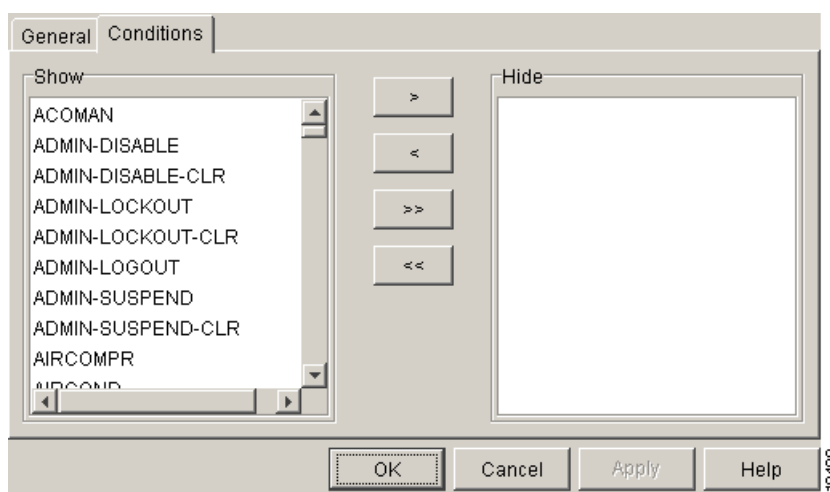 General Conditions
Show
Hide
ACOMAN
ADMIN-DISABLE
ADMIN-DISABLE-CLR
ADMIN-LOCKOUT
ADMIN-LOCKOUT-CLR
ADMIN-LOGOUT
ADMIN-SUSPEND
ADMIN-SUSPEND-CLR
AIRCOMPR
>
<
>>
<<
OK Cancel Apply Help